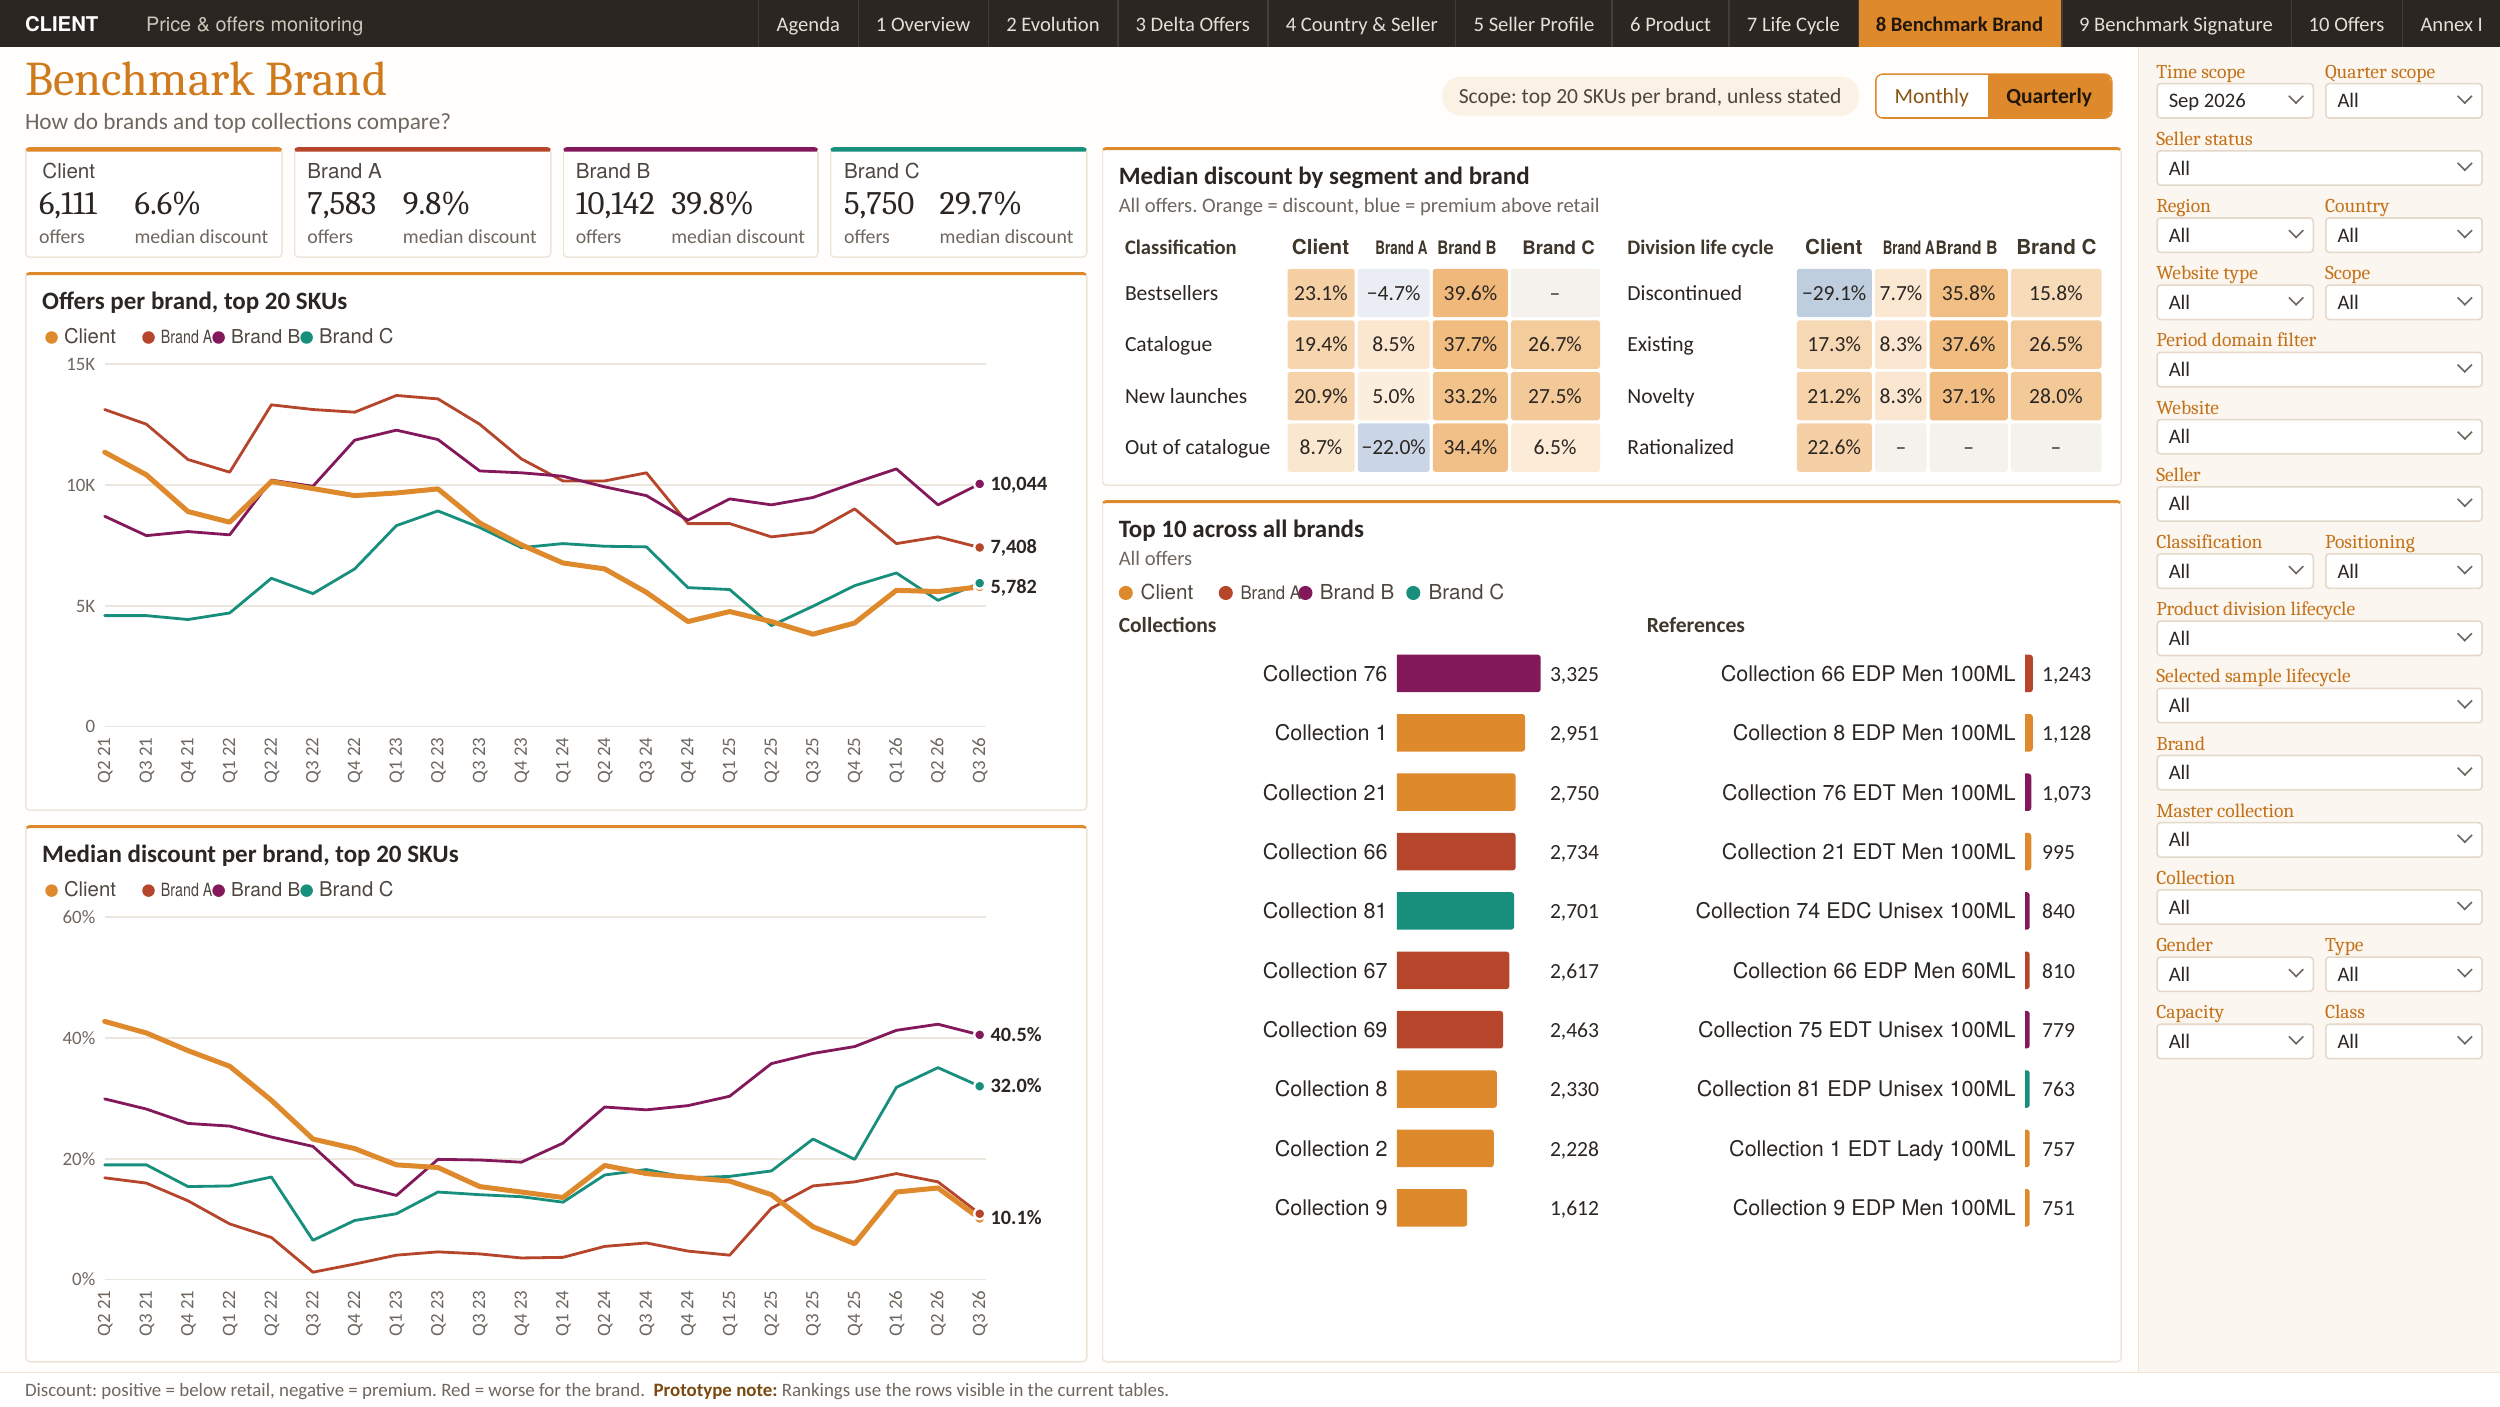 CLIENT Price & offers monitoring Agenda 1 Overview 2 Evolution 3 Delta Offers 4 Country & Seller 5 Seller Profile 6 Product 7 Life Cycle 8 Benchmark Brand 9 Benchmark Signature 10 Offers Annex I
Benchmark Brand
How do brands and top collections compare?
Scope: top 20 SKUs per brand, unless stated Monthly Quarterly
Client
6,111 6.6%
offers median discount
Brand A
7,583 9.8%
offers median discount
Brand B
10,142 39.8%
offers median discount
Brand C
5,750 29.7%
offers median discount
Offers per brand, top 20 SKUs
Client Brand A Brand B Brand C
15K
10K
5K
0
10,044
7,408
5,782
Q2 21 Q3 21 Q4 21 Q1 22 Q2 22 Q3 22 Q4 22 Q1 23 Q2 23 Q3 23 Q4 23 Q1 24 Q2 24 Q3 24 Q4 24 Q1 25 Q2 25 Q3 25 Q4 25 Q1 26 Q2 26 Q3 26
Median discount per brand, top 20 SKUs
Client Brand A Brand B Brand C
60%
40%
20%
0%
40.5%
32.0%
10.1%
Q2 21 Q3 21 Q4 21 Q1 22 Q2 22 Q3 22 Q4 22 Q1 23 Q2 23 Q3 23 Q4 23 Q1 24 Q2 24 Q3 24 Q4 24 Q1 25 Q2 25 Q3 25 Q4 25 Q1 26 Q2 26 Q3 26
Median discount by segment and brand
All offers. Orange = discount, blue = premium above retail
Classification Client Brand A Brand B Brand C
Bestsellers 23.1% −4.7% 39.6% –
Catalogue 19.4% 8.5% 37.7% 26.7%
New launches 20.9% 5.0% 33.2% 27.5%
Out of catalogue 8.7% −22.0% 34.4% 6.5%
Division life cycle Client Brand A Brand B Brand C
Discontinued −29.1% 7.7% 35.8% 15.8%
Existing 17.3% 8.3% 37.6% 26.5%
Novelty 21.2% 8.3% 37.1% 28.0%
Rationalized 22.6% – – –
Top 10 across all brands
All offers
Client Brand A Brand B Brand C
Collections
Collection 76 3,325
Collection 1 2,951
Collection 21 2,750
Collection 66 2,734
Collection 81 2,701
Collection 67 2,617
Collection 69 2,463
Collection 8 2,330
Collection 2 2,228
Collection 9 1,612
References
Collection 66 EDP Men 100ML 1,243
Collection 8 EDP Men 100ML 1,128
Collection 76 EDT Men 100ML 1,073
Collection 21 EDT Men 100ML 995
Collection 74 EDC Unisex 100ML 840
Collection 66 EDP Men 60ML 810
Collection 75 EDT Unisex 100ML 779
Collection 81 EDP Unisex 100ML 763
Collection 1 EDT Lady 100ML 757
Collection 9 EDP Men 100ML 751
Time scope Quarter scope
Sep 2026 All
Seller status
All
Region Country
All All
Website type Scope
All All
Period domain filter
All
Website
All
Seller
All
Classification Positioning
All All
Product division lifecycle
All
Selected sample lifecycle
All
Brand
All
Master collection
All
Collection
All
Gender Type
All All
Capacity Class
All All
Discount: positive = below retail, negative = premium. Red = worse for the brand. Prototype note: Rankings use the rows visible in the current tables.